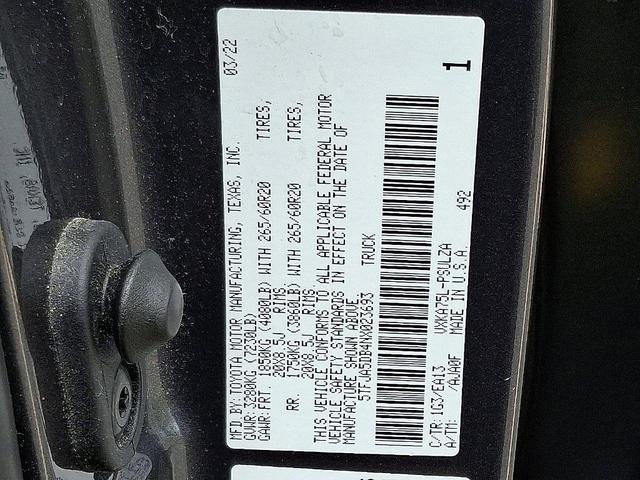 MFD.BY:TOYOTA MOTOR MANUFACTURING, TEXAS, INC. 03/22
GVWR:3280KG (7230LB)
GAWR:FRT. 1850KG (4080LB) WITH 265/60R20 TIRES,
20X8.5J RIMS
RR. 1750KG (3860LB) WITH 265/60R20 TIRES,
20X8.5J RIMS
THIS VEHICLE CONFORMS TO ALL APPLICABLE FEDERAL MOTOR
VEHICLE SAFETY STANDARDS IN EFFECT ON THE DATE OF
MANUFACTURE SHOWN ABOVE.
5TFJA5DB4NX023693 TRUCK
C/TR:1G3/EA13 VXKA75L-PSULZA
A/TM: /AJA0F MADE IN U.S.A. 492
1